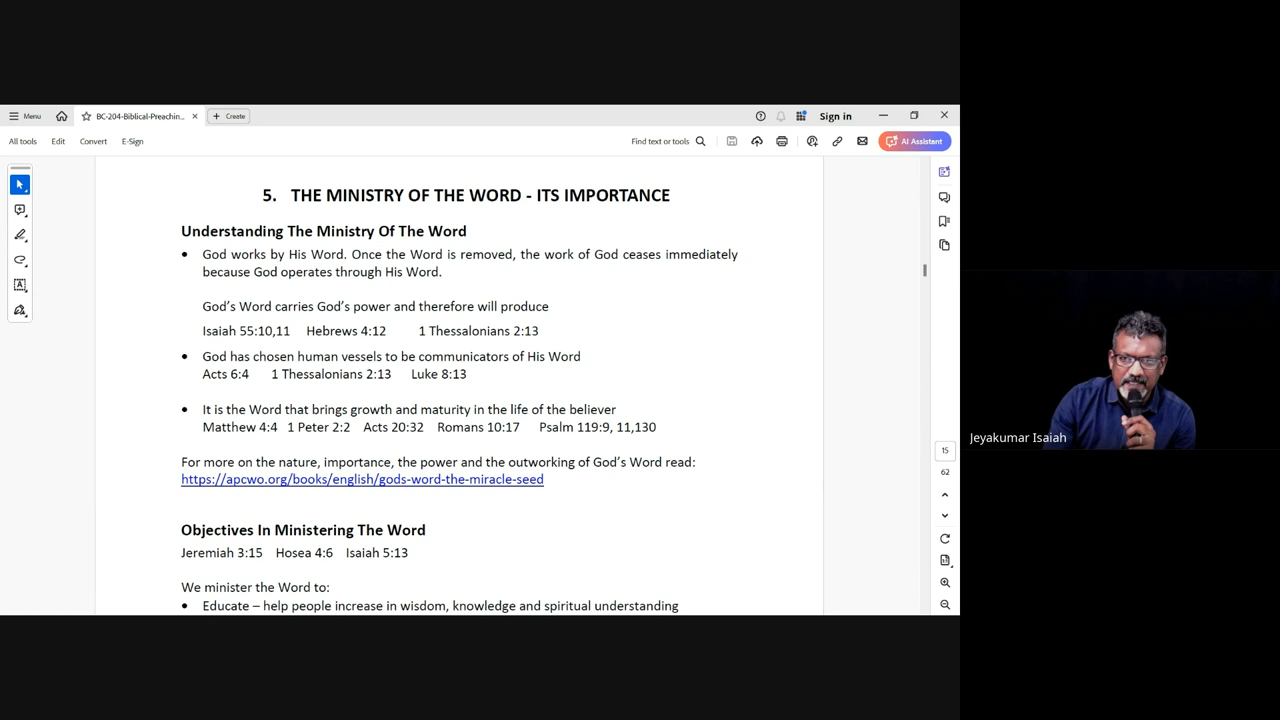 Menu
BC-204-Biblical-Preachin...
Create
Sign in
All tools
Edit
Convert
E-Sign
Find text or tools
AI Assistant
5. THE MINISTRY OF THE WORD - ITS IMPORTANCE
Understanding The Ministry Of The Word
• God works by His Word. Once the Word is removed, the work of God ceases immediately
because God operates through His Word.
God's Word carries God's power and therefore will produce
Isaiah 55:10,11 Hebrews 4:12 1 Thessalonians 2:13
• God has chosen human vessels to be communicators of His Word
Acts 6:4 1 Thessalonians 2:13 Luke 8:13
• It is the Word that brings growth and maturity in the life of the believer
Matthew 4:4 1 Peter 2:2 Acts 20:32 Romans 10:17 Psalm 119:9, 11,130
For more on the nature, importance, the power and the outworking of God's Word read:
https://apcwo.org/books/english/gods-word-the-miracle-seed
Objectives In Ministering The Word
Jeremiah 3:15 Hosea 4:6 Isaiah 5:13
We minister the Word to:
• Educate – help people increase in wisdom, knowledge and spiritual understanding
15
62
Jeyakumar Isaiah